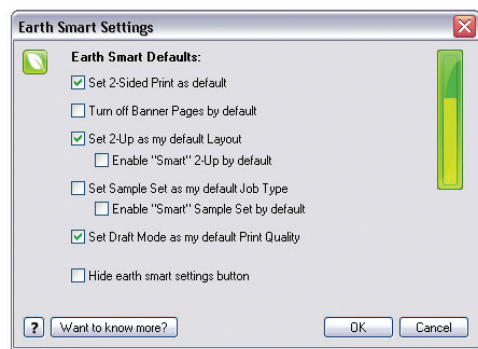 Earth Smart Settings
Earth Smart Defaults:
Set 2-Sided Print as default
Turn off Banner Pages by default
Set 2-Up as my default Layout
Enable "Smart" 2-Up by default
Set Sample Set as my default Job Type
Enable "Smart" Sample Set by default
Set Draft Mode as my default Print Quality
Hide earth smart settings button
? Want to know more? OK Cancel